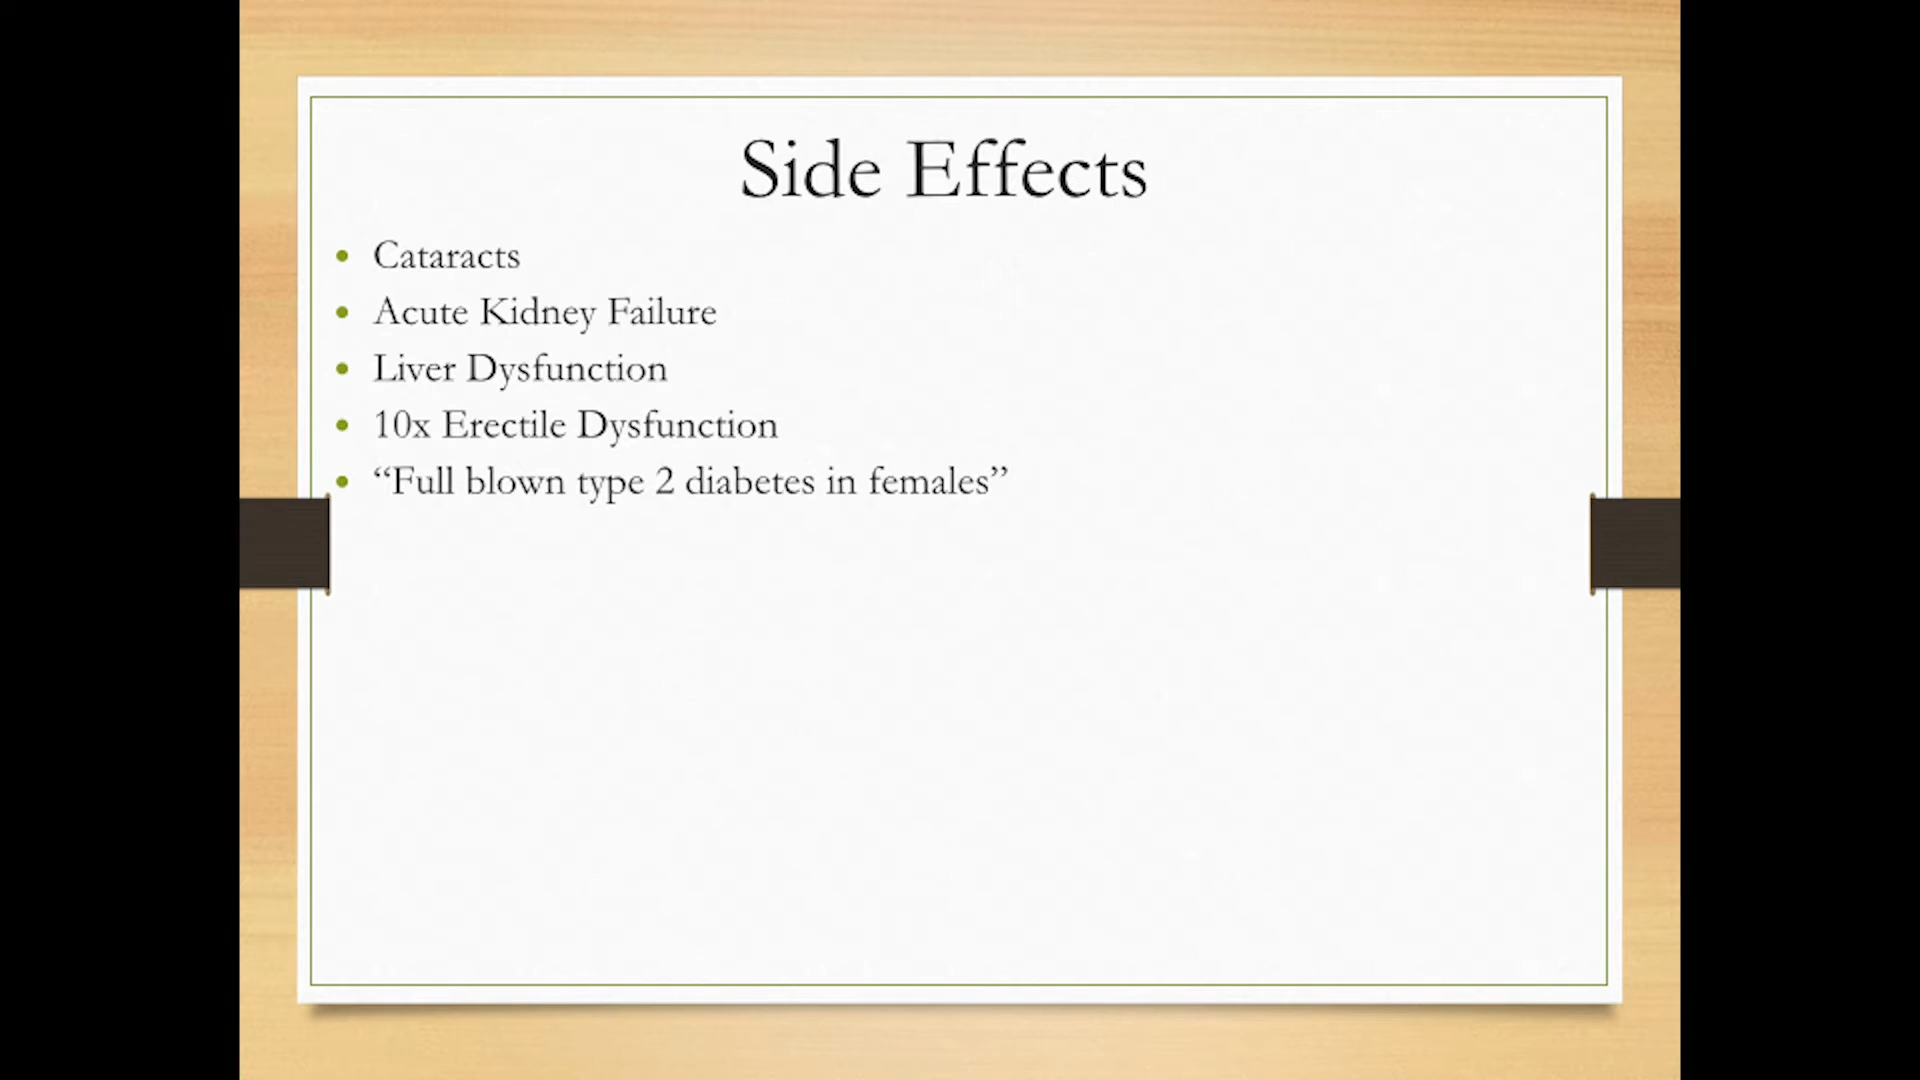 Side Effects
Cataracts
Acute Kidney Failure
Liver Dysfunction
10x Erectile Dysfunction
“Full blown type 2 diabetes in females”